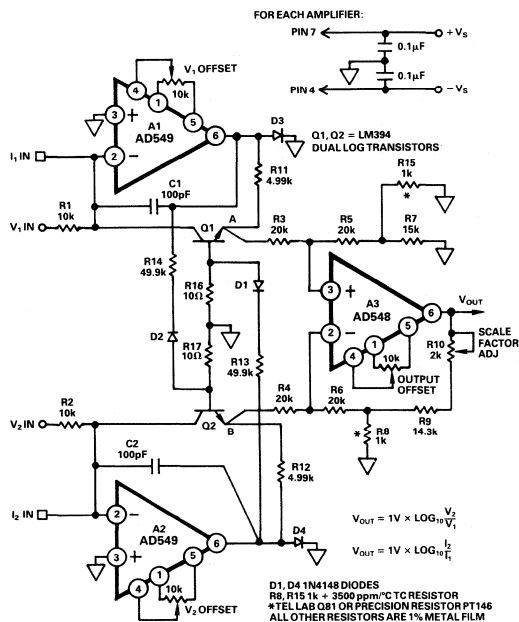 FOR EACH AMPLIFIER:
PIN 7
+ VS
0.1µF
0.1µF
PIN 4
− VS
V1 OFFSET
10k
4
1
5
3
+
A1
AD549
6
2
−
D3
Q1, Q2 = LM394
DUAL LOG TRANSISTORS
I1 IN
C1
100pF
R11
4.99k
R15
1k
*
R1
10k
V1 IN
Q1
A
R3
20k
R5
20k
R7
15k
R14
49.9k
R16
10Ω
D1
3
+
A3
AD548
6
VOUT
2
−
1
5
4
10k
OUTPUT
OFFSET
SCALE
FACTOR
ADJ
R10
2k
D2
R17
10Ω
R13
49.9k
R2
10k
V2 IN
Q2
B
R4
20k
R6
20k
*
R8
1k
R9
14.3k
C2
100pF
R12
4.99k
I2 IN
2
−
A2
AD549
6
3
+
1
5
4
10k
V2 OFFSET
D4
VOUT = 1V × LOG10 V2/V1
VOUT = 1V × LOG10 I2/I1
D1, D4 1N4148 DIODES
R8, R15 1k + 3500 ppm/°C TC RESISTOR
*TEL LAB Q81 OR PRECISION RESISTOR PT146
ALL OTHER RESISTORS ARE 1% METAL FILM